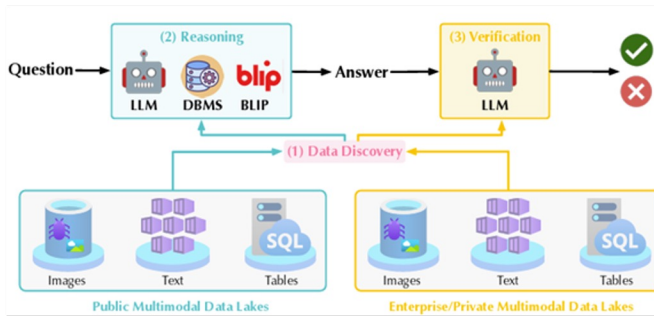 (2) Reasoning
(3) Verification
Question
Answer
LLM
DBMS
blip
BLIP
LLM
(1) Data Discovery
SQL
SQL
Images
Text
Tables
Images
Text
Tables
Public Multimodal Data Lakes
Enterprise/Private Multimodal Data Lakes